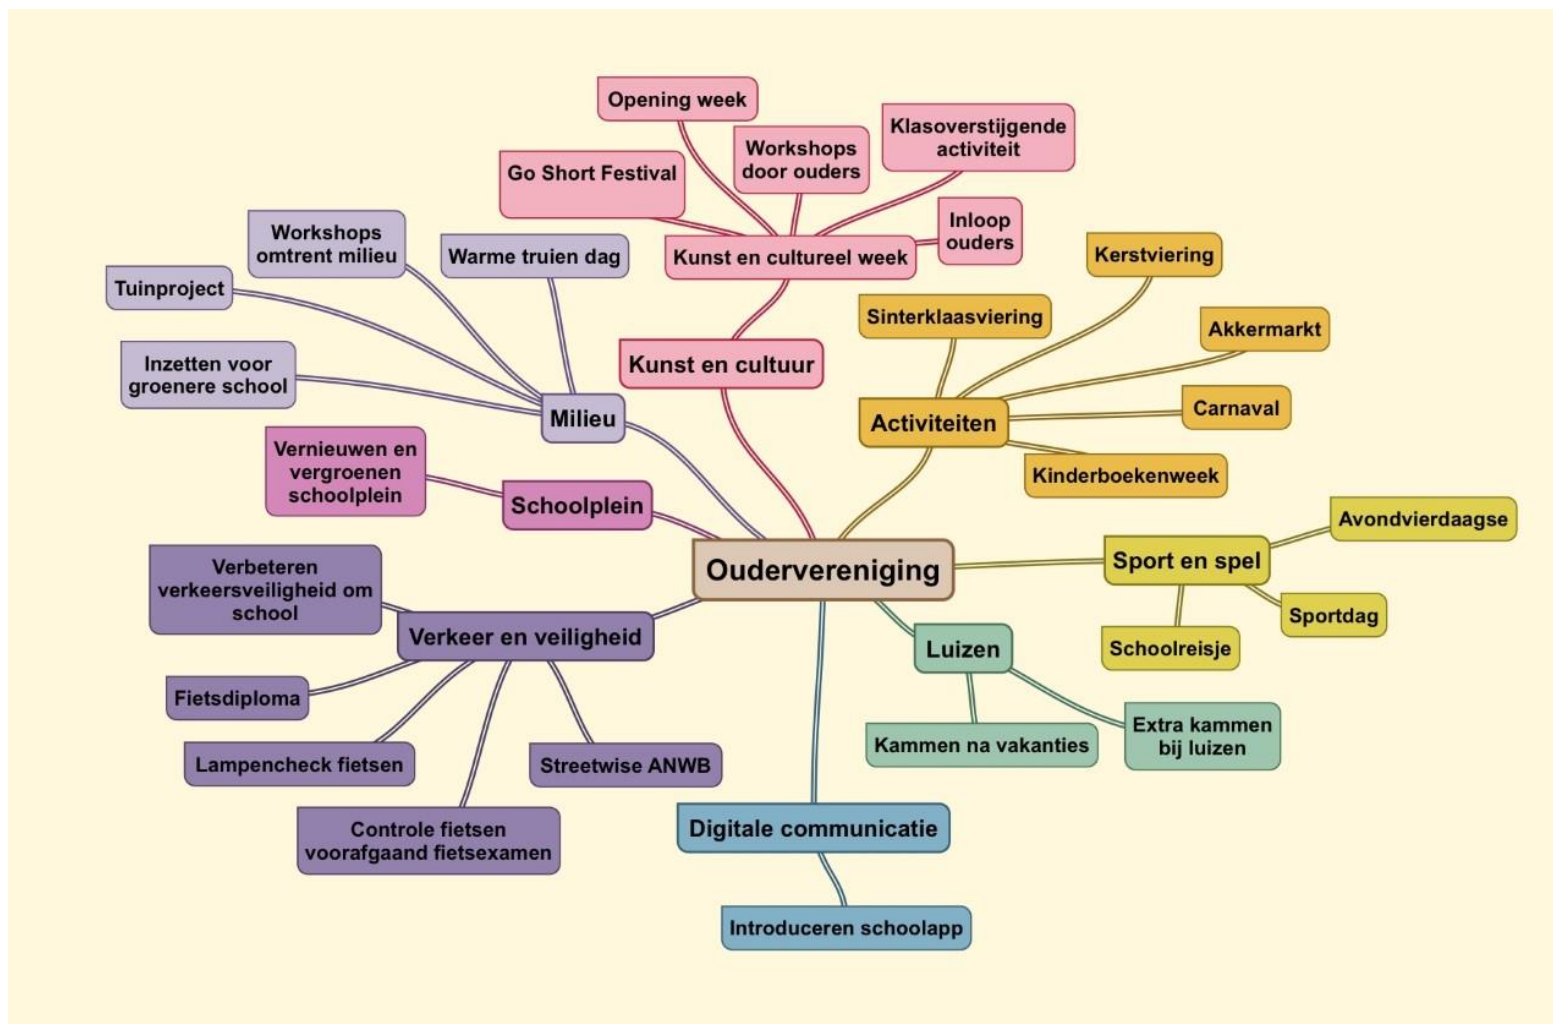 Opening week
Klasoverstijgende
activiteit
Workshops
door ouders
Go Short Festival
Inloop
ouders
Kunst en cultureel week
Workshops
omtrent milieu
Warme truien dag
Tuinproject
Inzetten voor
groenere school
Milieu
Kunst en cultuur
Kerstviering
Sinterklaasviering
Akkermarkt
Carnaval
Activiteiten
Kinderboekenweek
Vernieuwen en
vergroenen
schoolplein
Schoolplein
Oudervereniging
Avondvierdaagse
Sport en spel
Sportdag
Schoolreisje
Verbeteren
verkeersveiligheid om
school
Verkeer en veiligheid
Fietsdiploma
Lampencheck fietsen
Streetwise ANWB
Controle fietsen
voorafgaand fietsexamen
Luizen
Kammen na vakanties
Extra kammen
bij luizen
Digitale communicatie
Introduceren schoolapp